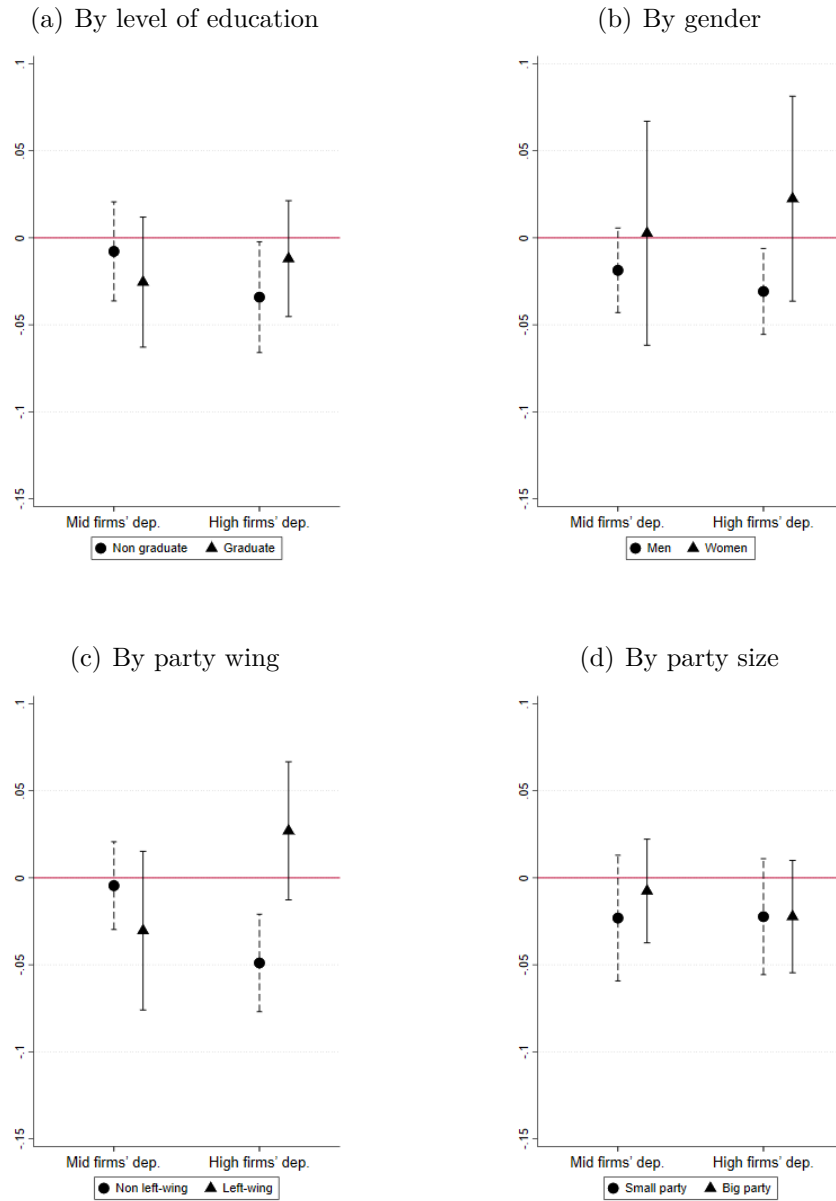 (a) By level of education
.1
.05
0
-.05
-.1
-.15
Mid firms' dep. High firms' dep.
Non graduate Graduate
(b) By gender
.1
.05
0
-.05
-.1
-.15
Mid firms' dep. High firms' dep.
Men Women
(c) By party wing
.1
.05
0
-.05
-.1
-.15
Mid firms' dep. High firms' dep.
Non left-wing Left-wing
(d) By party size
.1
.05
0
-.05
-.1
-.15
Mid firms' dep. High firms' dep.
Small party Big party